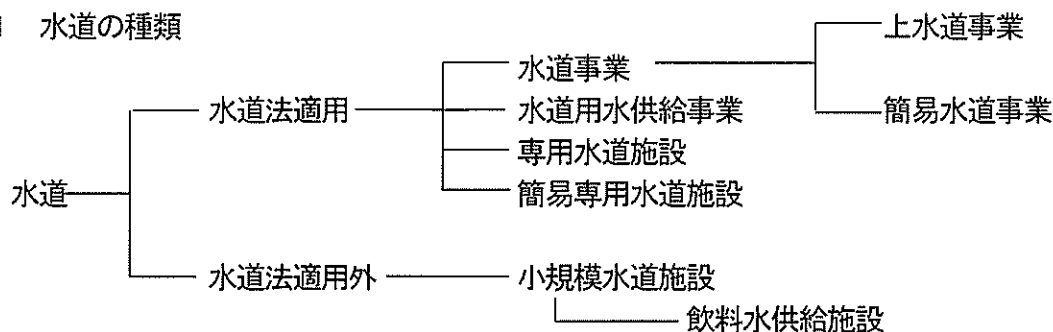 水道の種類
上水道事業
水道事業
水道法適用
水道用水供給事業
簡易水道事業
専用水道施設
水道
簡易専用水道施設
水道法適用外
小規模水道施設
飲料水供給施設